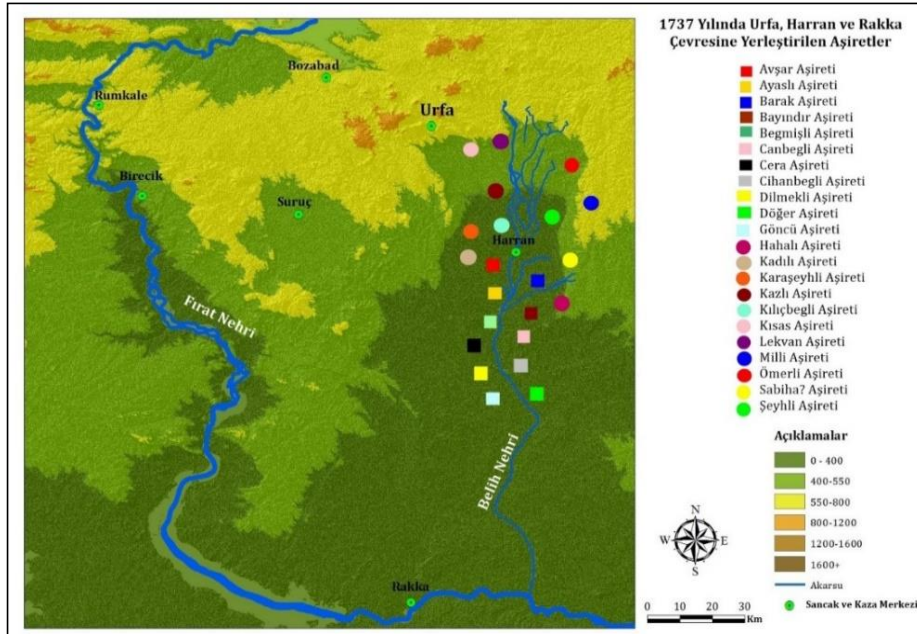 1737 Yılında Urfa, Harran ve Rakka
Çevresine Yerleştirilen Aşiretler
Avşar Aşireti
Ayaslı Aşireti
Barak Aşireti
Bayındır Aşireti
Begmişli Aşireti
Canbegli Aşireti
Cera Aşireti
Cihanbegli Aşireti
Dilmekli Aşireti
Döğer Aşireti
Göncü Aşireti
Hahalı Aşireti
Kadılı Aşireti
Karaşeyhli Aşireti
Kazlı Aşireti
Kılıçbegli Aşireti
Kısas Aşireti
Lekvan Aşireti
Milli Aşireti
Ömerli Aşireti
Sabiha? Aşireti
Şeyhli Aşireti
Açıklamalar
0 - 400
400-550
550-800
800-1200
1200-1600
1600+
Akarsu
Sancak ve Kaza Merkezi
N
W E
S
0 10 20 30
Km
Bozabad
Rumkale
Urfa
Birecik
Suruç
Harran
Fırat Nehri
Belih Nehri
Rakka